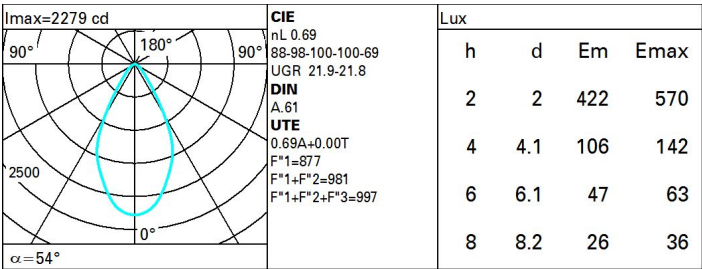 Imax=2279 cd
90°
180°
90°
2500
0°
α=54°
CIE
nL 0.69
88-98-100-100-69
UGR 21.9-21.8
DIN
A.61
UTE
0.69A+0.00T
F"1=877
F"1+F"2=981
F"1+F"2+F"3=997
Lux
h d Em Emax
2 2 422 570
4 4.1 106 142
6 6.1 47 63
8 8.2 26 36